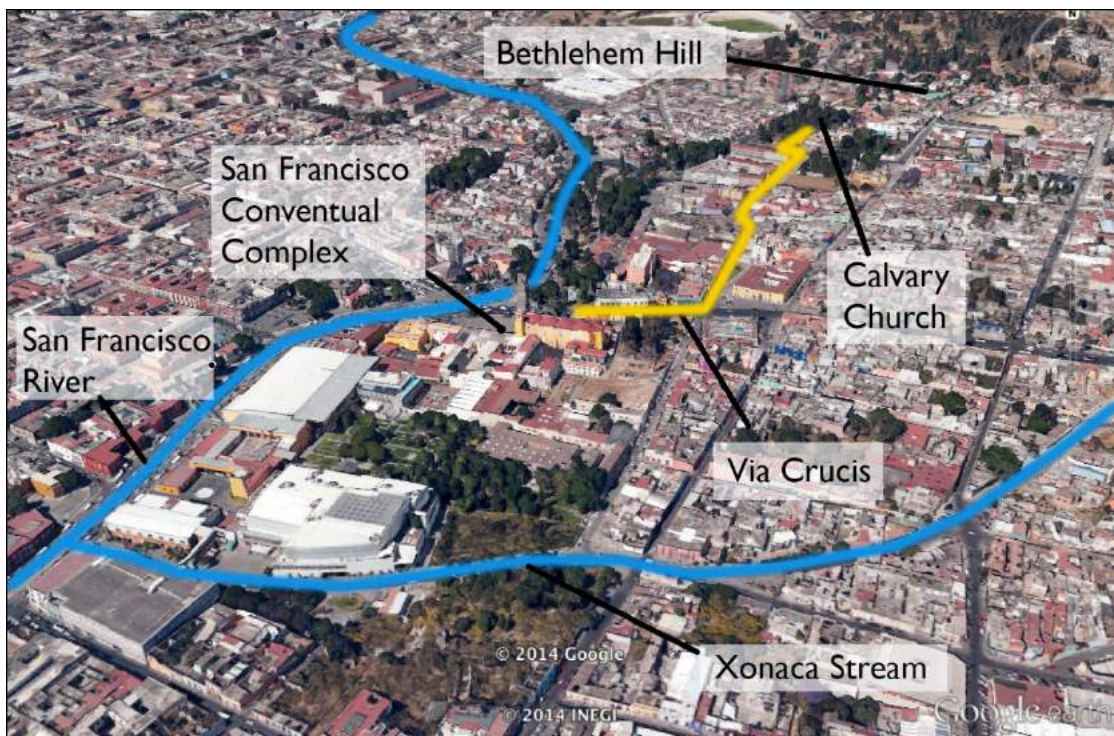 N
Bethlehem Hill
San Francisco
Conventual
Complex
Calvary
Church
San Francisco
River
Via Crucis
Xonaca Stream
© 2014 Google
© 2014 INEGI
Google earth